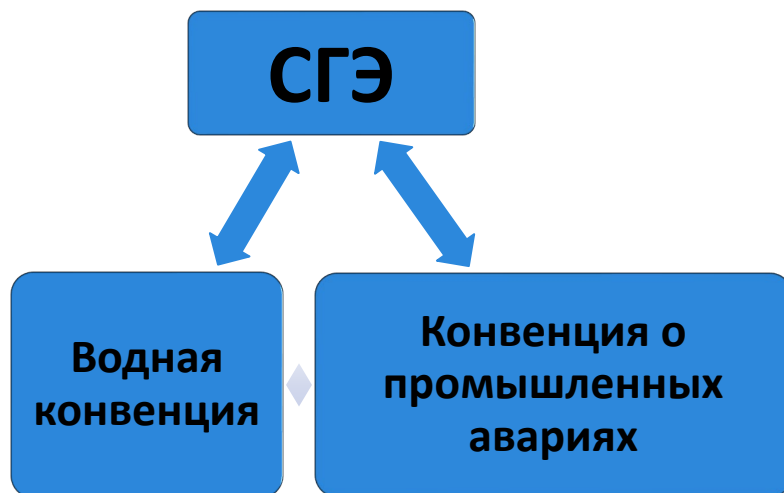 СГЭ
Водная
конвенция
Конвенция о
промышленных
авариях